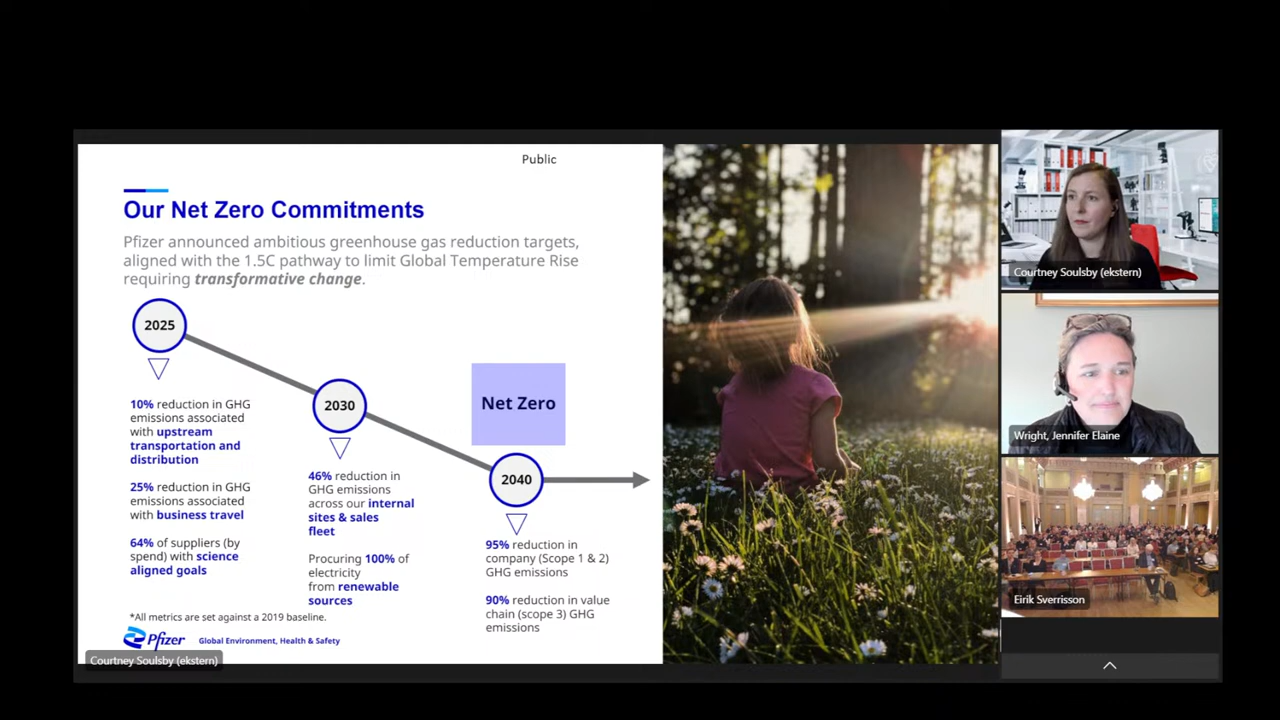 Public
Our Net Zero Commitments
Pfizer announced ambitious greenhouse gas reduction targets,
aligned with the 1.5C pathway to limit Global Temperature Rise
requiring transformative change.
2025
10% reduction in GHG
emissions associated
with upstream
transportation and
distribution
25% reduction in GHG
emissions associated
with business travel
64% of suppliers (by
spend) with science
aligned goals
2030
46% reduction in
GHG emissions
across our internal
sites & sales
fleet
Procuring 100% of
electricity
from renewable
sources
Net Zero
2040
95% reduction in
company (Scope 1 & 2)
GHG emissions
90% reduction in value
chain (scope 3) GHG
emissions
*All metrics are set against a 2019 baseline.
Pfizer
Global Environment, Health & Safety
Courtney Soulsby (ekstern)
Courtney Soulsby (ekstern)
Wright, Jennifer Elaine
Eirik Sverrisson